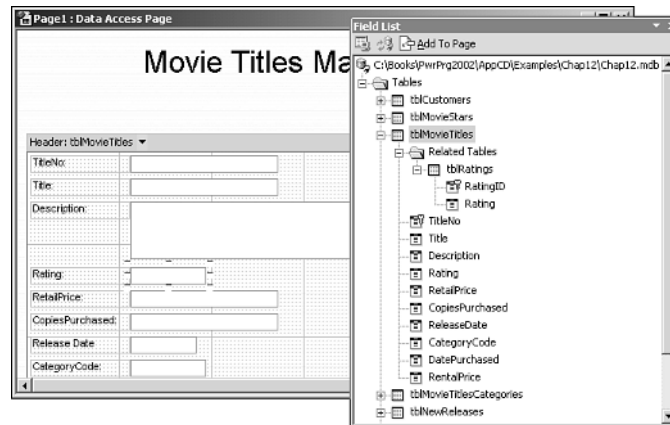 Page1 : Data Access Page
Movie Titles Ma
Header: tblMovieTitles
TitleNo:
Title:
Description:
Rating:
RetailPrice:
CopiesPurchased:
Release Date
CategoryCode:
Field List
Add To Page
C:\Books\PwrPrg2002\AppCD\Examples\Chap12\Chap12.mdb
Tables
tblCustomers
tblMovieStars
tblMovieTitles
Related Tables
tblRatings
RatingID
Rating
TitleNo
Title
Description
Rating
RetailPrice
CopiesPurchased
ReleaseDate
CategoryCode
DatePurchased
RentalPrice
tblMovieTitlesCategories
tblNewReleases